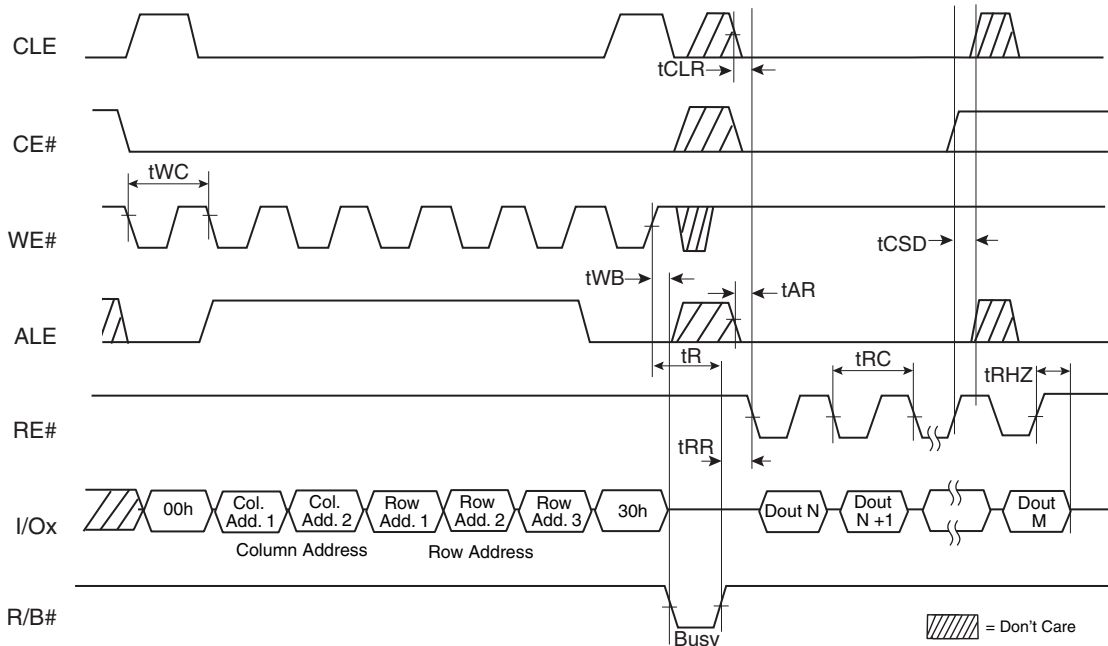 CLE
tCLR
CE#
tWC
WE#
tCSD
tWB
tAR
ALE
tR
tRC
tRHZ
RE#
tRR
I/Ox
00h
Col. Add. 1
Col. Add. 2
Row Add. 1
Row Add. 2
Row Add. 3
30h
Dout N
Dout N +1
Dout M
Column Address
Row Address
R/B#
Busy
= Don't Care